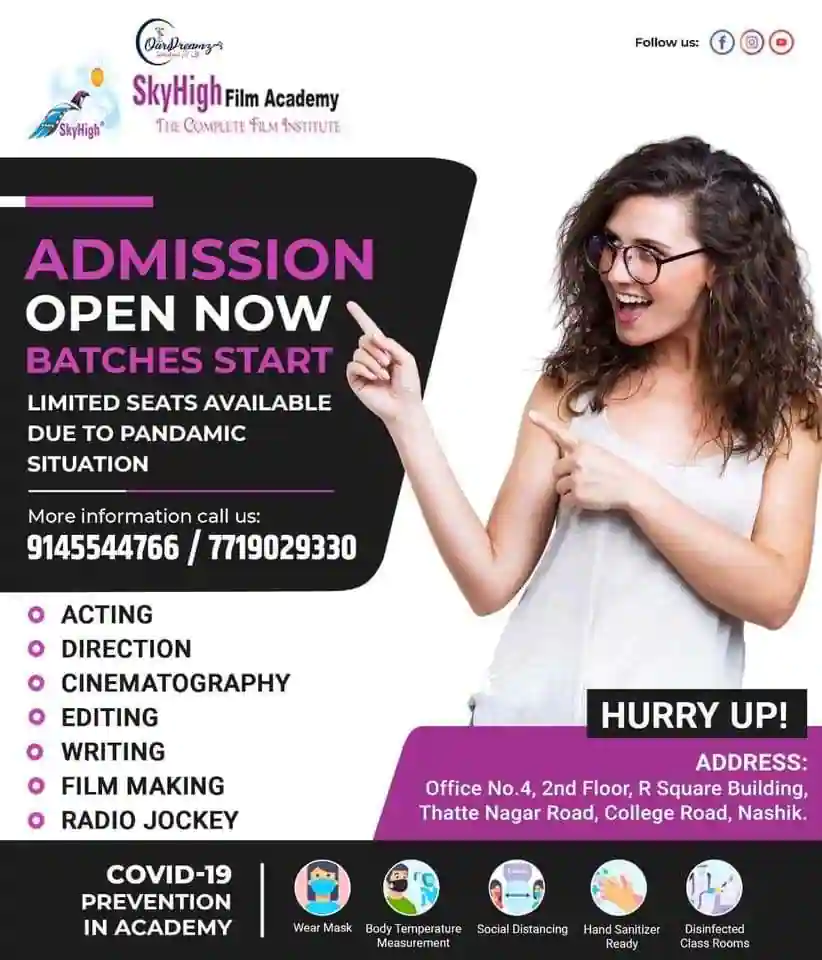 OurDreamz
SkyHigh Film Academy
THE COMPLETE FILM INSTITUTE
SkyHigh
Follow us:
ADMISSION
OPEN NOW
BATCHES START
LIMITED SEATS AVAILABLE
DUE TO PANDAMIC
SITUATION
More information call us:
9145544766 / 7719029330
ACTING
DIRECTION
CINEMATOGRAPHY
EDITING
WRITING
FILM MAKING
RADIO JOCKEY
HURRY UP!
ADDRESS:
Office No.4, 2nd Floor, R Square Building,
Thatte Nagar Road, College Road, Nashik.
COVID-19
PREVENTION
IN ACADEMY
Wear Mask
Body Temperature
Measurement
Social Distancing
Hand Sanitizer
Ready
Disinfected
Class Rooms